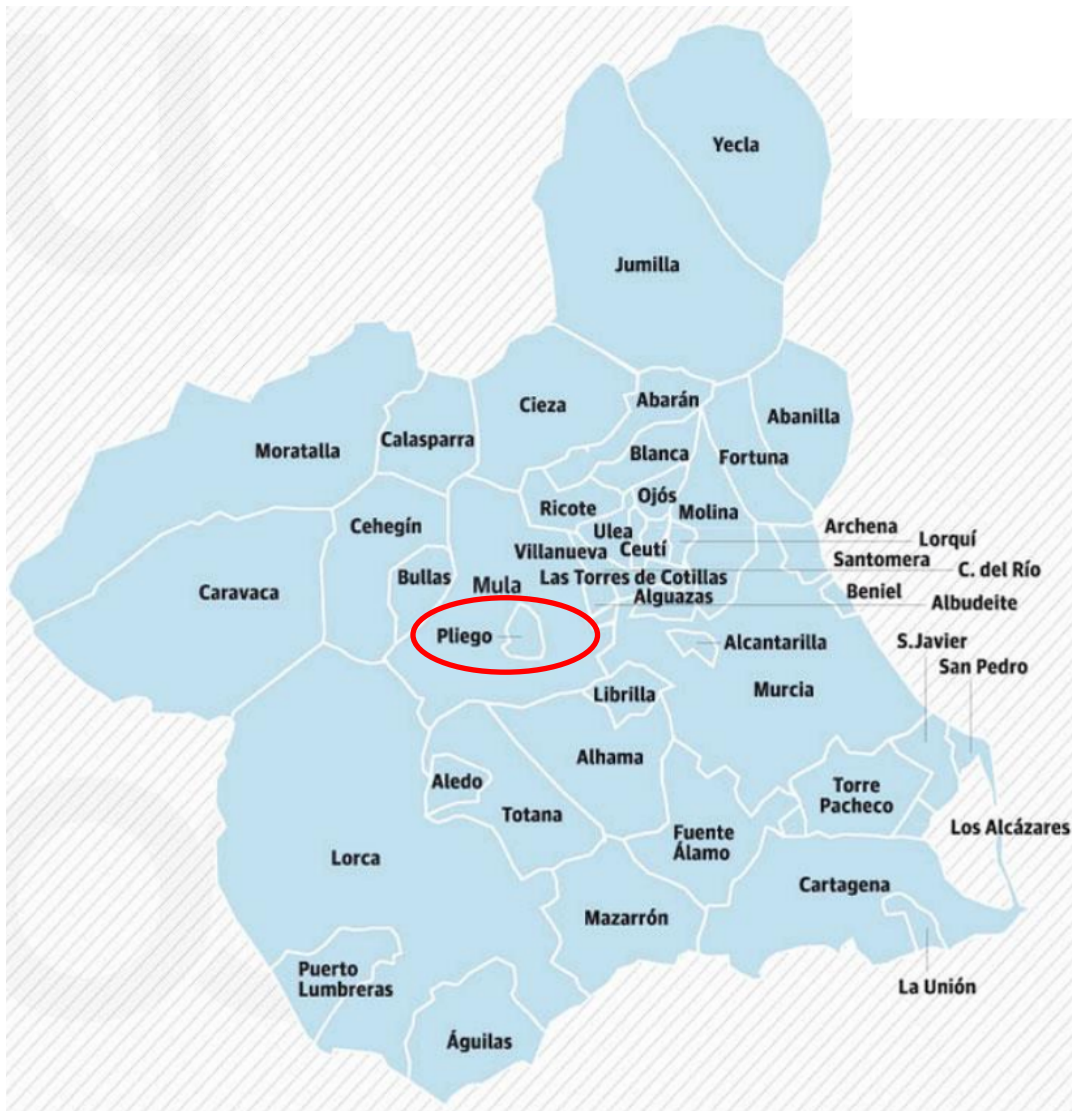 Yecla
Jumilla
Cieza
Abarán
Abanilla
Calasparra
Moratalla
Blanca
Fortuna
Ojós
Ricote
Molina
Cehegín
Ulea
Archena
Lorquí
Villanueva
Ceutí
Santomera
C. del Río
Bullas
Mula
Las Torres de Cotillas
Caravaca
Alguazas
Beniel
Albudeite
Pliego
Alcantarilla
S.Javier
San Pedro
Librilla
Murcia
Alhama
Aledo
Torre
Pacheco
Totana
Los Alcázares
Fuente
Álamo
Lorca
Cartagena
Mazarrón
Puerto
Lumbreras
La Unión
Águilas